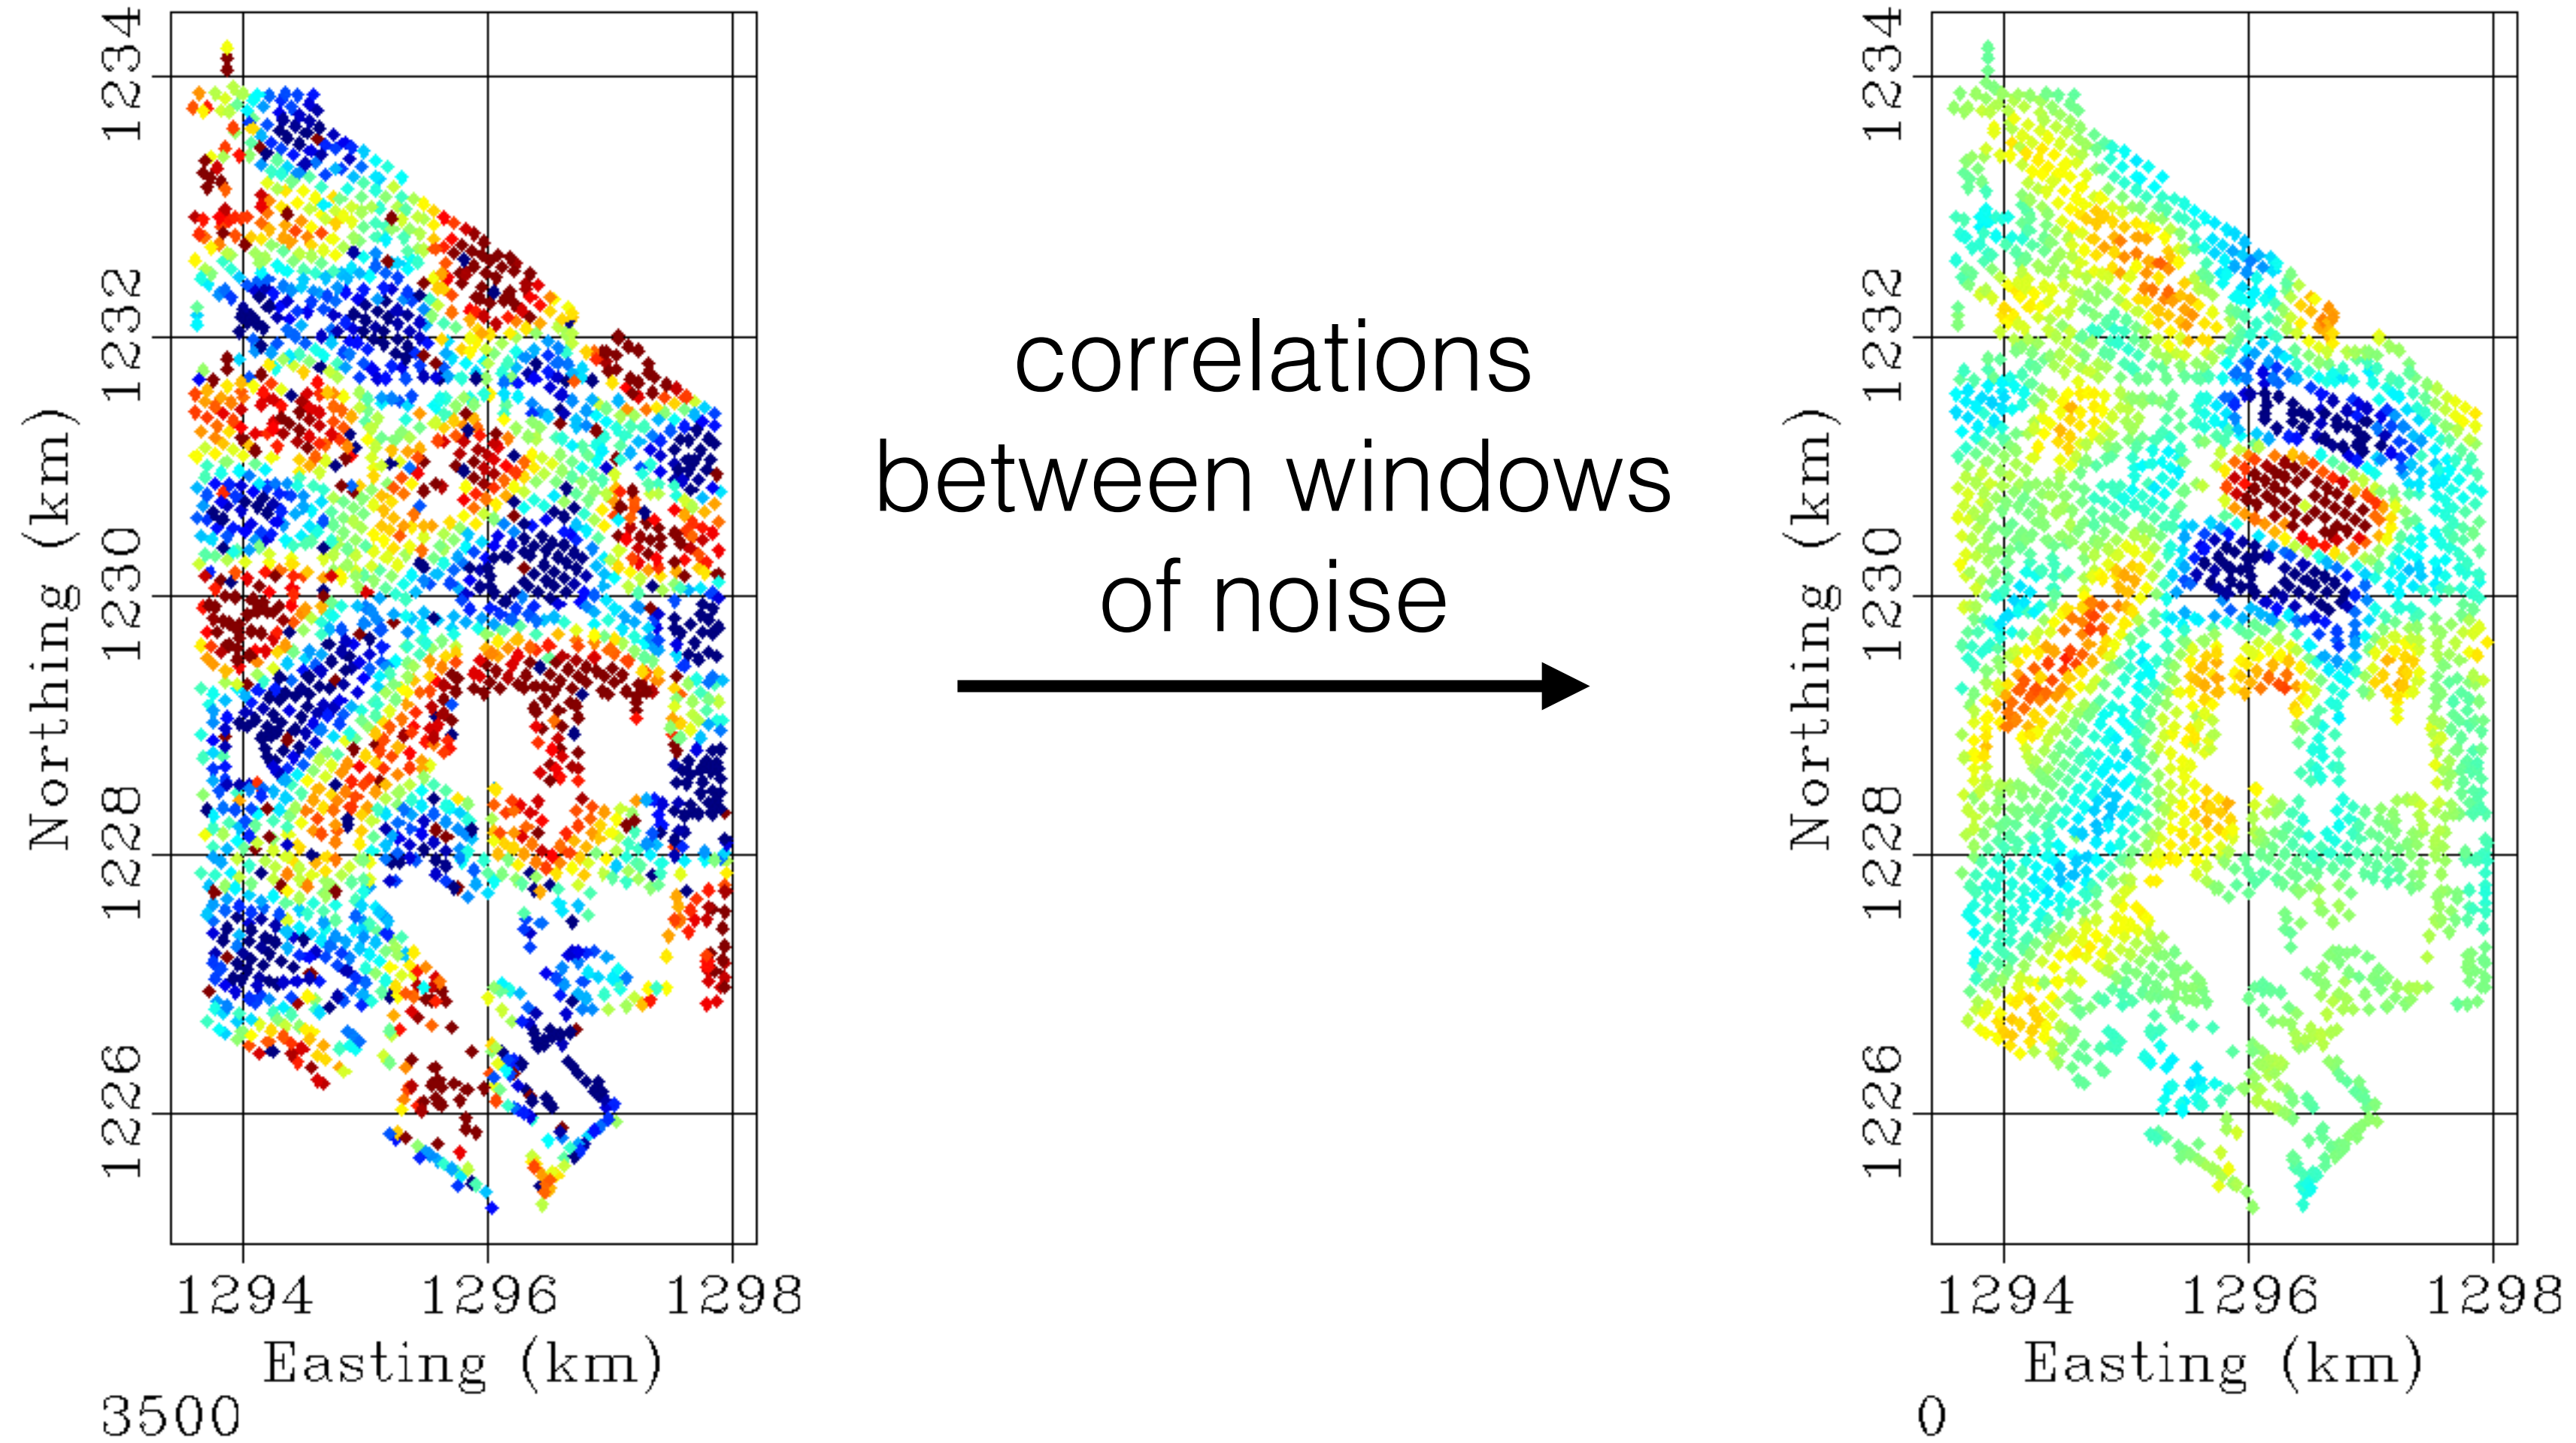 1234
1232
1230
1228
1226
Northing (km)
1294 1296 1298
Easting (km)
3500
correlations
between windows
of noise
1234
1232
1230
1228
1226
Northing (km)
1294 1296 1298
Easting (km)
0